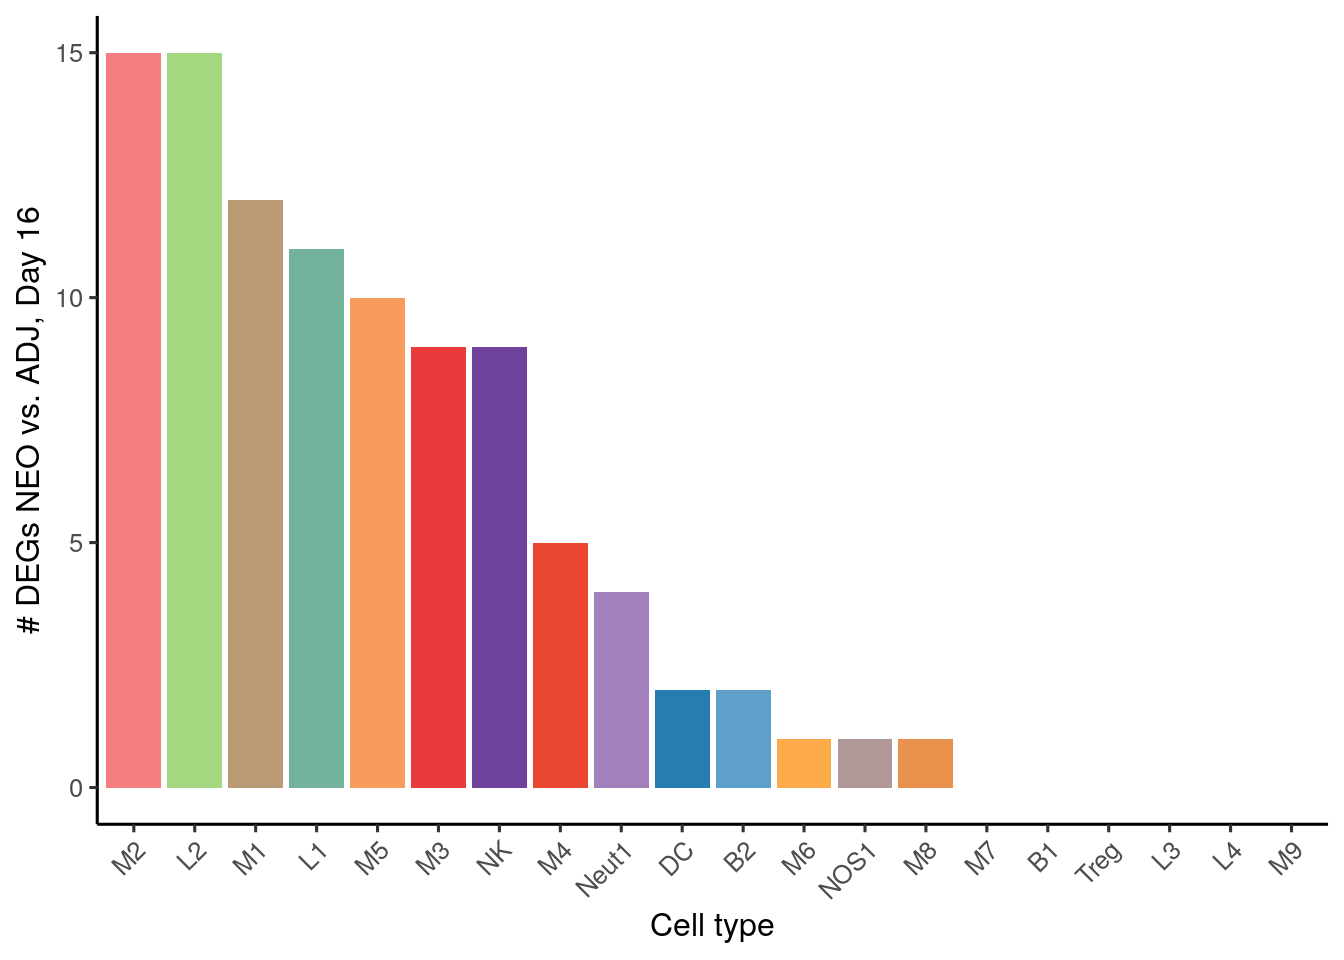 # DEGs NEO vs. ADJ, Day 16
15
10
5
0
M2 L2 M1 L1 M5 M3 NK M4 Neut1 DC B2 M6 NOS1 M8 M7 B1 Treg L3 L4 M9
Cell type